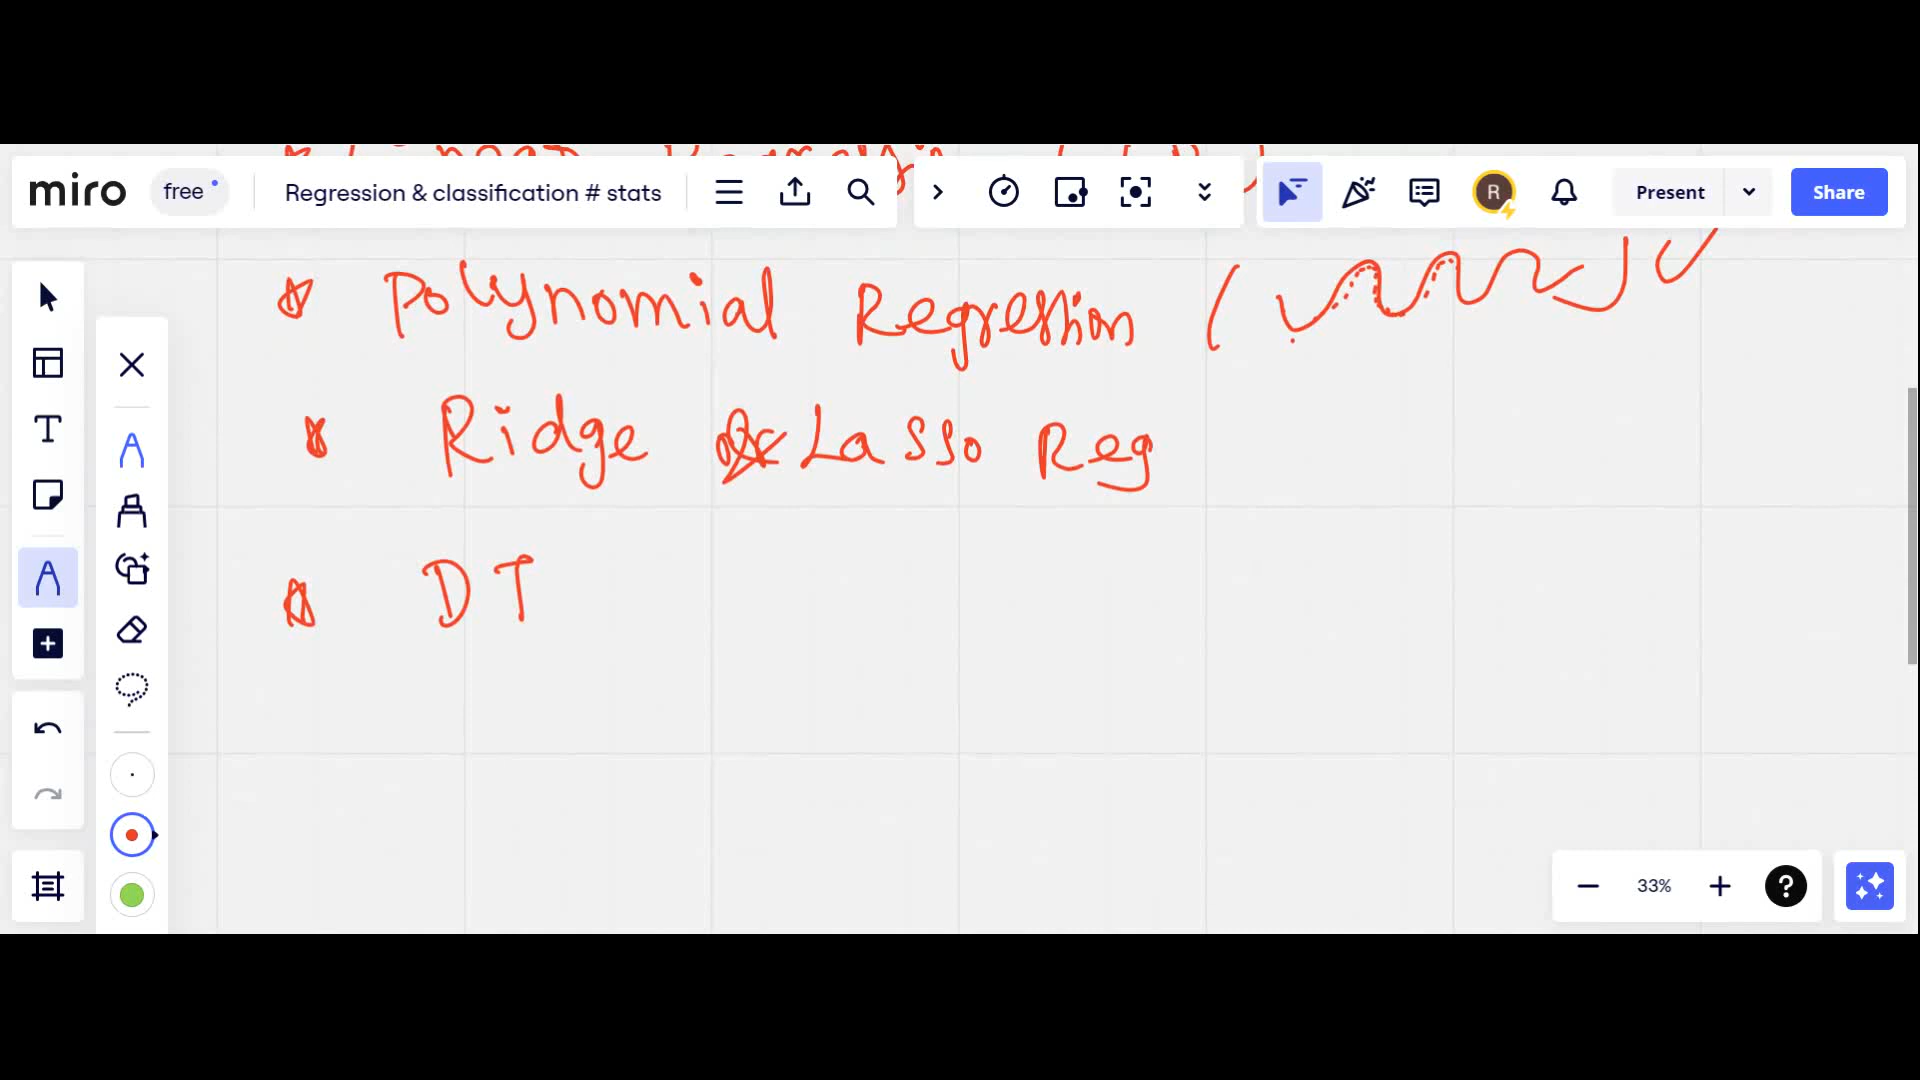 miro free Regression & classification # stats Present Share
R
* Polynomial Regression (
* Ridge & Lasso Reg
* DT
33%